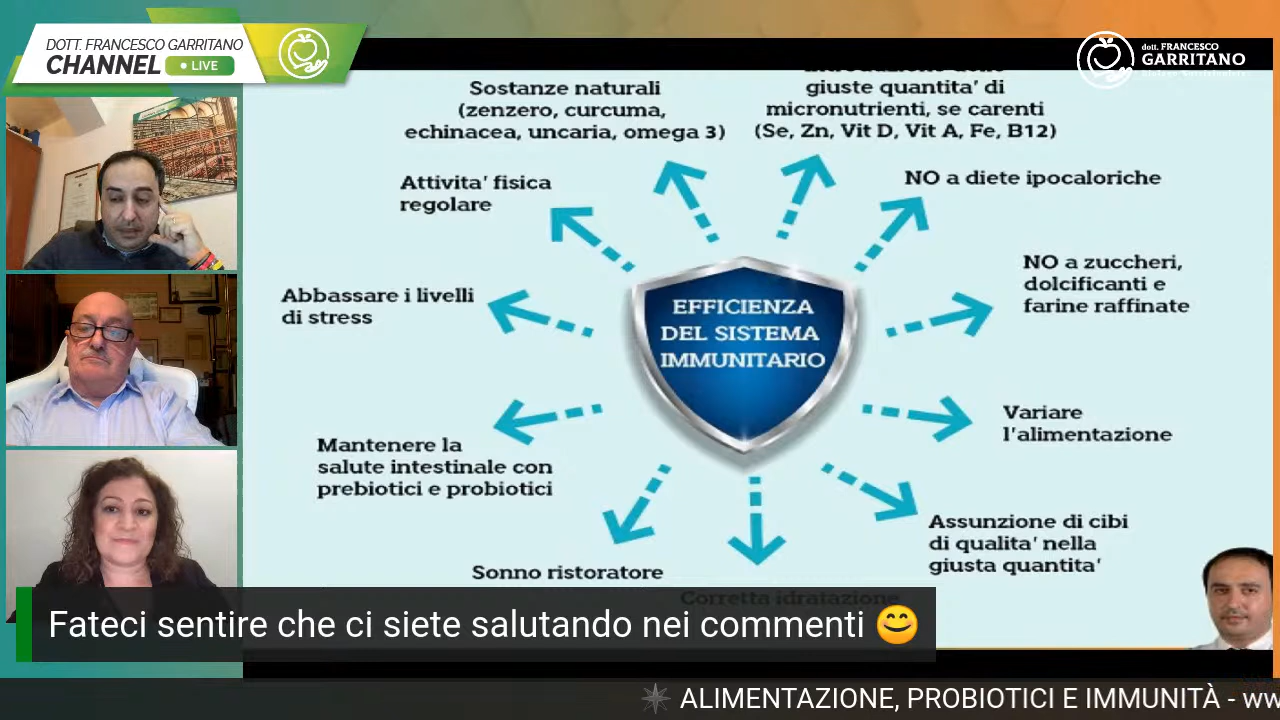 DOTT. FRANCESCO GARRITANO
CHANNEL
LIVE
dott. FRANCESCO
GARRITANO
Sostanze naturali
(zenzero, curcuma,
echinacea, uncaria, omega 3)
giuste quantita' di
micronutrienti, se carenti
(Se, Zn, Vit D, Vit A, Fe, B12)
Attivita' fisica
regolare
NO a diete ipocaloriche
Abbassare i livelli
di stress
NO a zuccheri,
dolcificanti e
farine raffinate
EFFICIENZA
DEL SISTEMA
IMMUNITARIO
Mantenere la
salute intestinale con
prebiotici e probiotici
Variare
l'alimentazione
Sonno ristoratore
Corretta idratazione
Assunzione di cibi
di qualita' nella
giusta quantita'
Fateci sentire che ci siete salutando nei commenti 😊
ALIMENTAZIONE, PROBIOTICI E IMMUNITÀ - ww